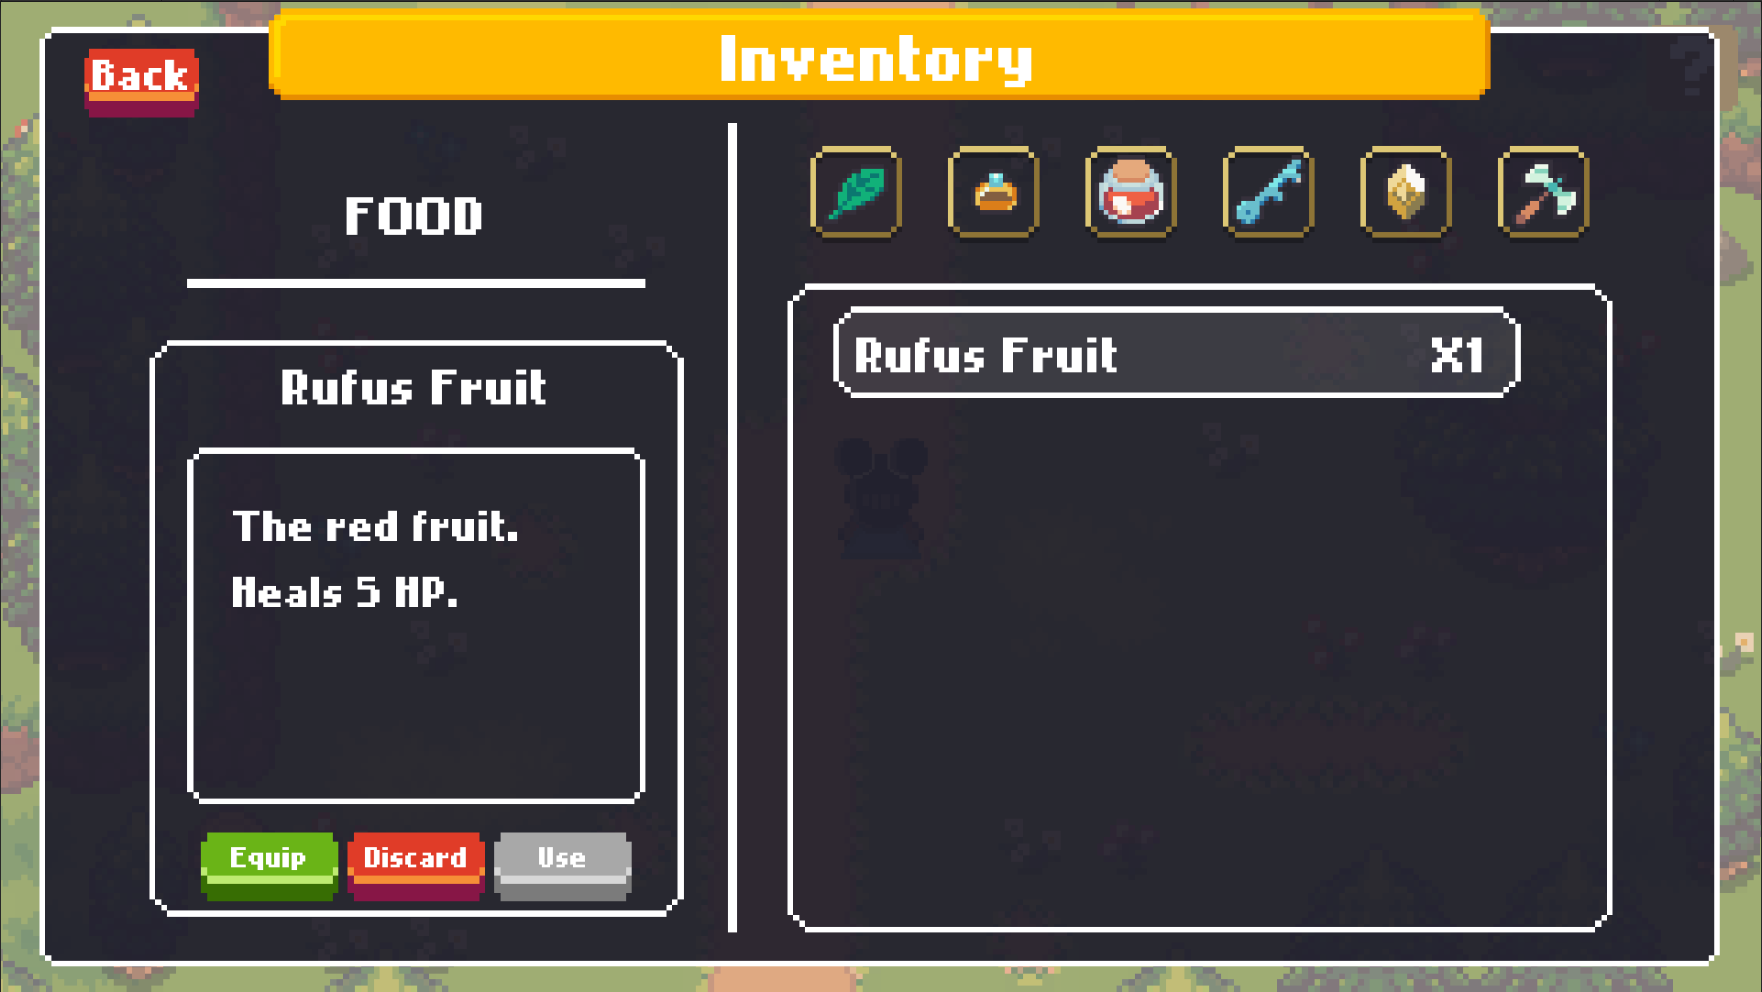 Back
Inventory
?
FOOD
Rufus Fruit
The red fruit.
Heals 5 HP.
Equip
Discard
Use
Rufus Fruit X1